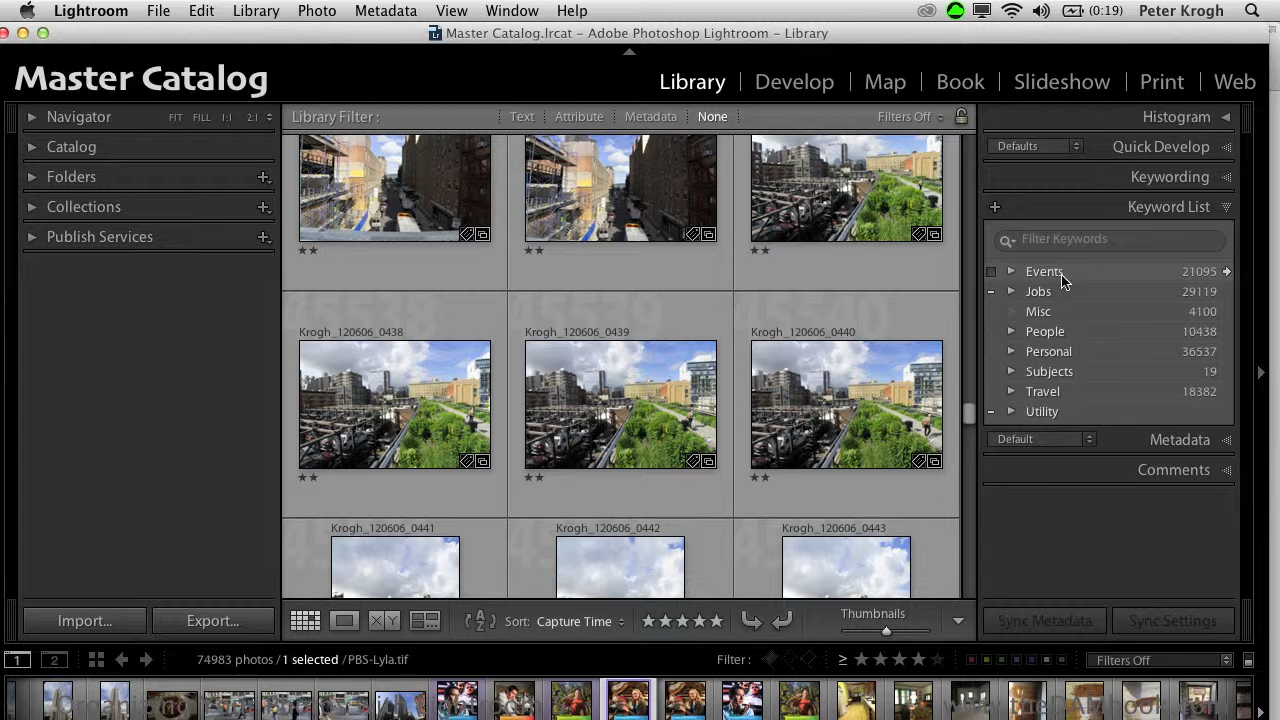 Lightroom File Edit Library Photo Metadata View Window Help (0:19) Peter Krogh
Master Catalog.lrcat – Adobe Photoshop Lightroom – Library
Master Catalog
Library | Develop | Map | Book | Slideshow | Print | Web
Navigator FIT FILL 1:1 2:1
Catalog
Folders
Collections
Publish Services
Import...
Export...
Library Filter : Text Attribute Metadata None Filters Off
Krogh_120606_0438
Krogh_120606_0439
Krogh_120606_0440
Krogh_120606_0441
Krogh_120606_0442
Krogh_120606_0443
Sort: Capture Time
Thumbnails
Histogram
Defaults Quick Develop
Keywording
Keyword List
Filter Keywords
Events 21095
Jobs 29119
Misc 4100
People 10438
Personal 36537
Subjects 19
Travel 18382
Utility
Default Metadata
Comments
Sync Metadata
Sync Settings
1 2 74983 photos / 1 selected / PBS-Lyla.tif
Filter : ≥ Filters Off